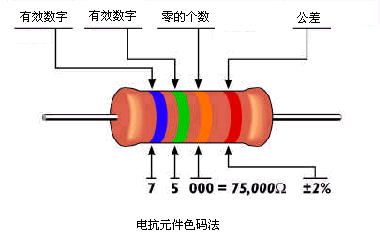 有效数字 有效数字 零的个数 公差
7 5 000 = 75,000Ω ±2%
电抗元件色码法